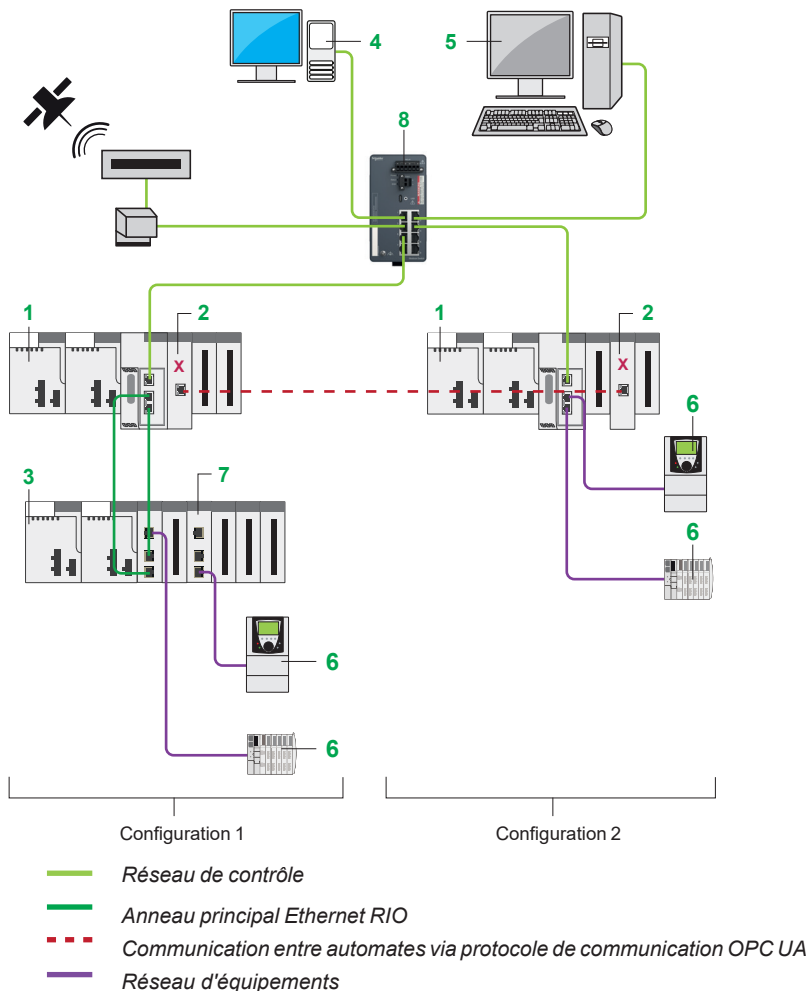 4
5
8
1
2
1
2
X
X
6
3
7
6
6
6
Configuration 1
Configuration 2
Réseau de contrôle
Anneau principal Ethernet RIO
Communication entre automates via protocole de communication OPC UA
Réseau d'équipements